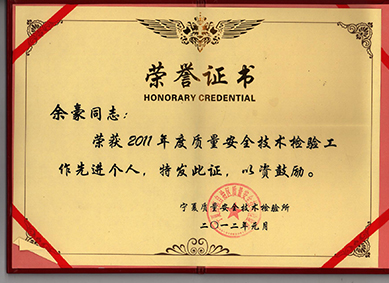 荣誉证书
HONORARY CREDENTIAL
余豪同志:
荣获2011年度质量安全技术检验工
作先进个人,特发此证,以资鼓励。
宁夏质量安全技术检验所
二〇一二年元月